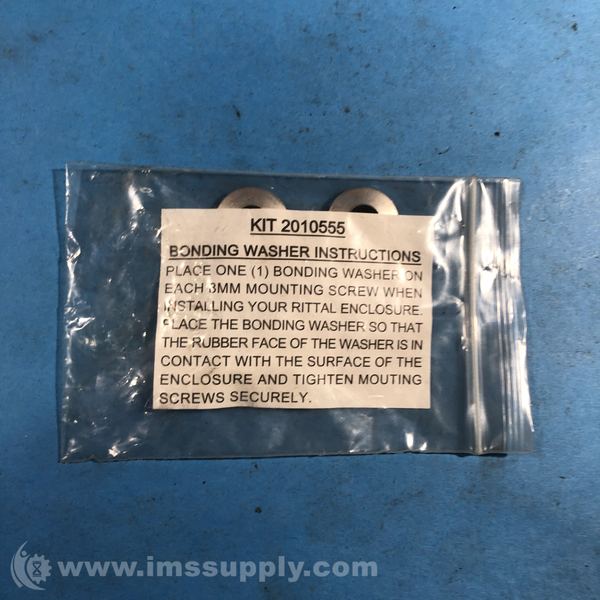 KIT 2010555
BONDING WASHER INSTRUCTIONS
PLACE ONE (1) BONDING WASHER ON
EACH 8MM MOUNTING SCREW WHEN
INSTALLING YOUR RITTAL ENCLOSURE.
PLACE THE BONDING WASHER SO THAT
THE RUBBER FACE OF THE WASHER IS IN
CONTACT WITH THE SURFACE OF THE
ENCLOSURE AND TIGHTEN MOUTING
SCREWS SECURELY.
www.imssupply.com